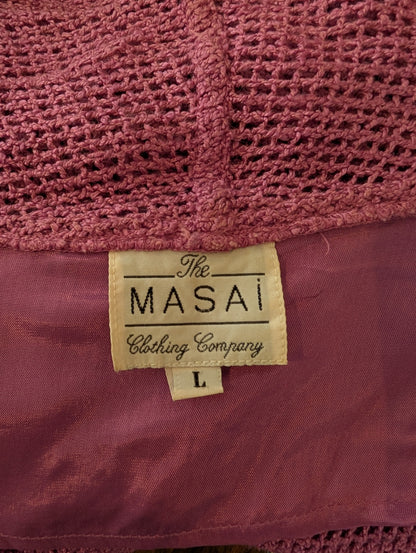 The
MASAi
Clothing Company
L